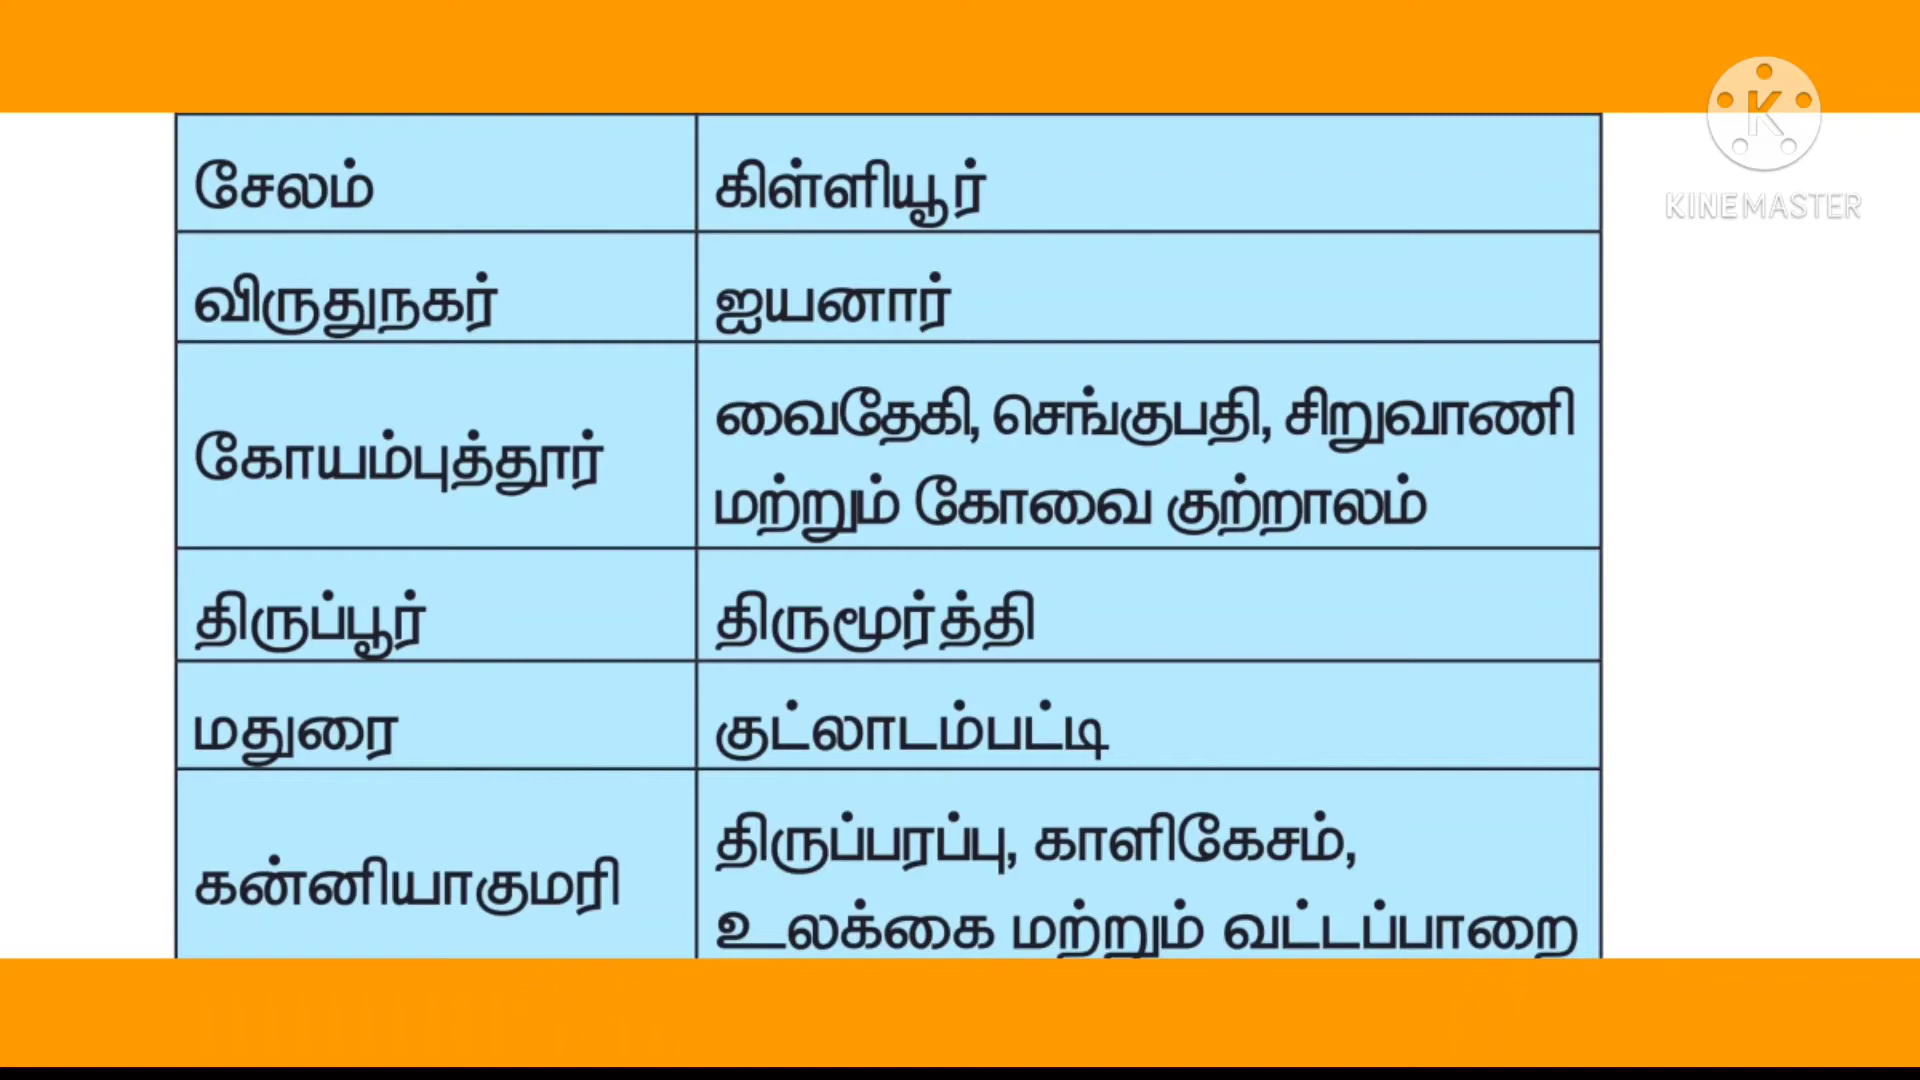 சேலம் கிள்ளியூர்
விருதுநகர் ஐயனார்
கோயம்புத்தூர் வைதேகி, செங்குபதி, சிறுவாணி
மற்றும் கோவை குற்றாலம்
திருப்பூர் திருமூர்த்தி
மதுரை குட்லாடம்பட்டி
கன்னியாகுமரி திருப்பரப்பு, காளிகேசம்,
உலக்கை மற்றும் வட்டப்பாறை
K
KINEMASTER